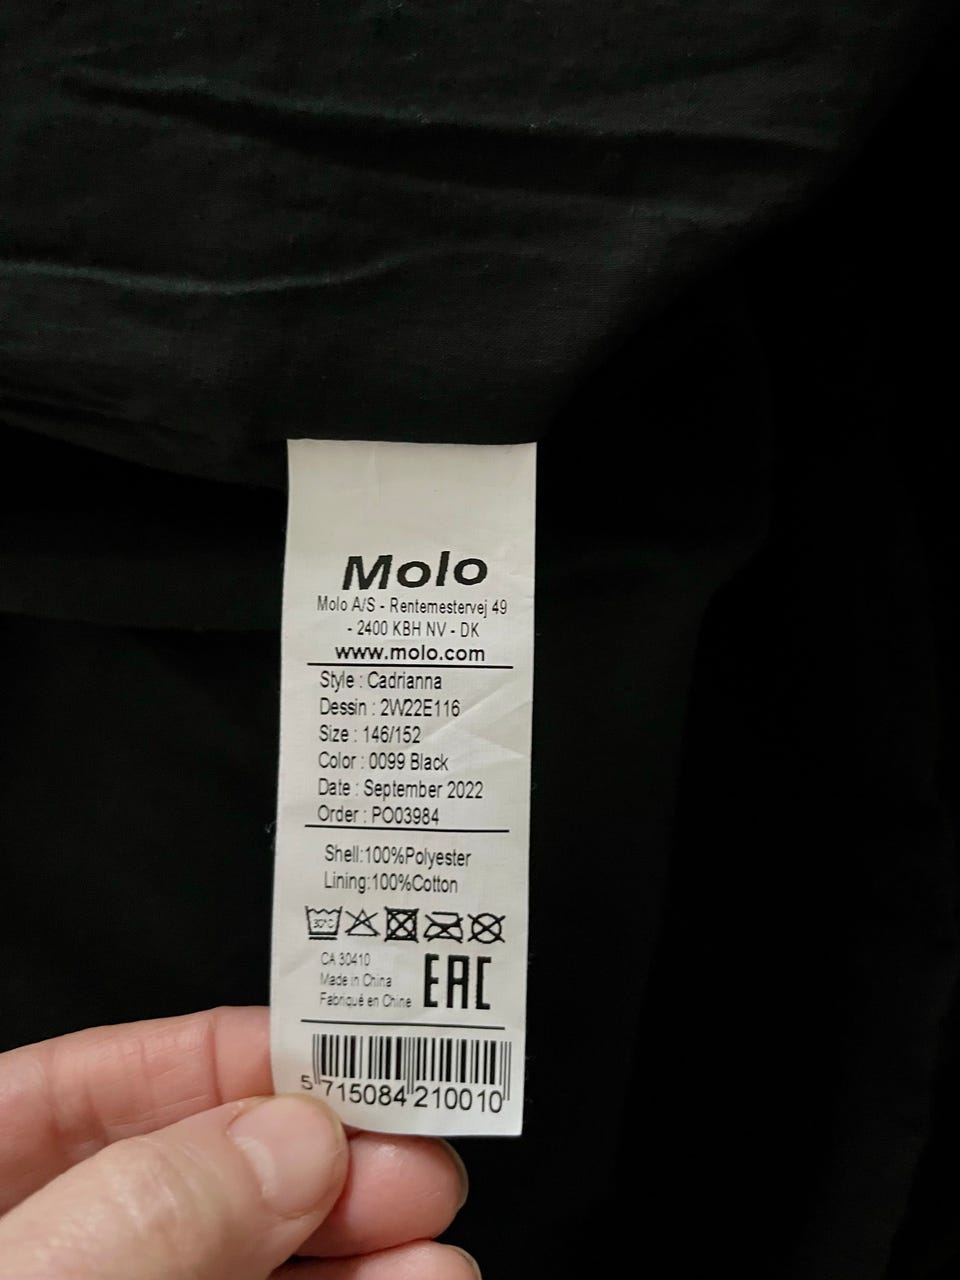 Molo
Molo A/S - Rentemestervej 49
- 2400 KBH NV - DK
www.molo.com
Style : Cadrianna
Dessin : 2W22E116
Size : 146/152
Color : 0099 Black
Date : September 2022
Order : PO03984
Shell:100%Polyester
Lining:100%Cotton
30°C
CA 30410
Made in China
Fabriqué en Chine
EAC
5 715084 210010